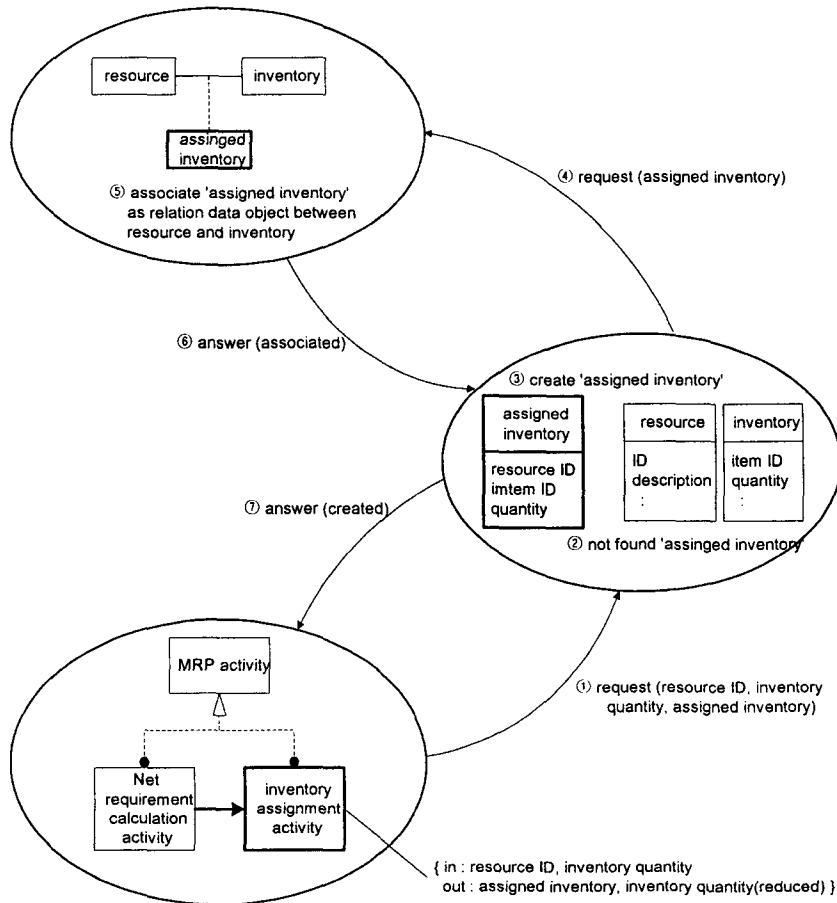 resource
inventory
assinged
inventory
⑤ associate 'assigned inventory'
as relation data object between
resource and inventory
④ request (assigned inventory)
⑥ answer (associated)
③ create 'assigned inventory'
assigned
inventory
resource ID
imtem ID
quantity
resource
ID
description
:
inventory
item ID
quantity
:
② not found 'assinged inventory'
⑦ answer (created)
① request (resource ID, inventory
quantity, assigned inventory)
MRP activity
Net
requirement
calculation
activity
inventory
assignment
activity
{ in : resource ID, inventory quantity
out : assigned inventory, inventory quantity(reduced) }